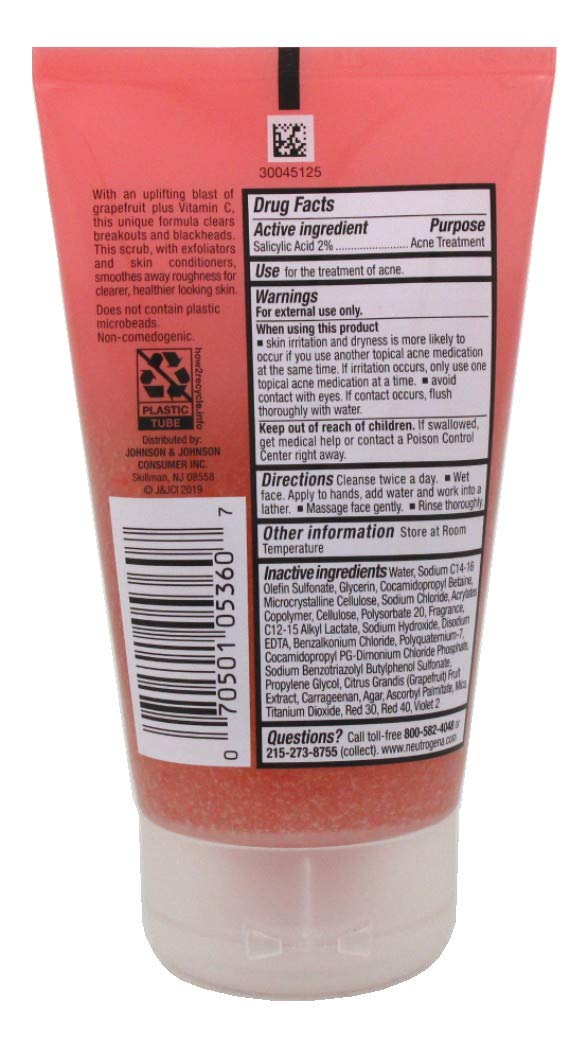 30045125
With an uplifting blast of
grapefruit plus Vitamin C,
this unique formula clears
breakouts and blackheads.
This scrub, with exfoliators
and skin conditioners,
smoothes away roughness for
clearer, healthier looking skin.
Does not contain plastic
microbeads.
Non-comedogenic.
how2recycle.info
PLASTIC
TUBE
Distributed by:
JOHNSON & JOHNSON
CONSUMER INC.
Skillman, NJ 08558
© J&JCI 2019
0 70501 05360 7
Drug Facts
Active ingredient Purpose
Salicylic Acid 2%.....................Acne Treatment
Use for the treatment of acne.
Warnings
For external use only.
When using this product
■ skin irritation and dryness is more likely to
occur if you use another topical acne medication
at the same time. If irritation occurs, only use one
topical acne medication at a time. ■ avoid
contact with eyes. If contact occurs, flush
thoroughly with water.
Keep out of reach of children. If swallowed,
get medical help or contact a Poison Control
Center right away.
Directions Cleanse twice a day. ■ Wet
face. Apply to hands, add water and work into a
lather. ■ Massage face gently. ■ Rinse thoroughly.
Other information Store at Room
Temperature
Inactive ingredients Water, Sodium C14-16
Olefin Sulfonate, Glycerin, Cocamidopropyl Betaine,
Microcrystalline Cellulose, Sodium Chloride, Acrylates
Copolymer, Cellulose, Polysorbate 20, Fragrance,
C12-15 Alkyl Lactate, Sodium Hydroxide, Disodium
EDTA, Benzalkonium Chloride, Polyquaternium-7,
Cocamidopropyl PG-Dimonium Chloride Phosphate,
Sodium Benzotriazolyl Butylphenol Sulfonate,
Propylene Glycol, Citrus Grandis (Grapefruit) Fruit
Extract, Carrageenan, Agar, Ascorbyl Palmitate, Mica,
Titanium Dioxide, Red 30, Red 40, Violet 2
Questions? Call toll-free 800-582-4048 or
215-273-8755 (collect). www.neutrogena.com